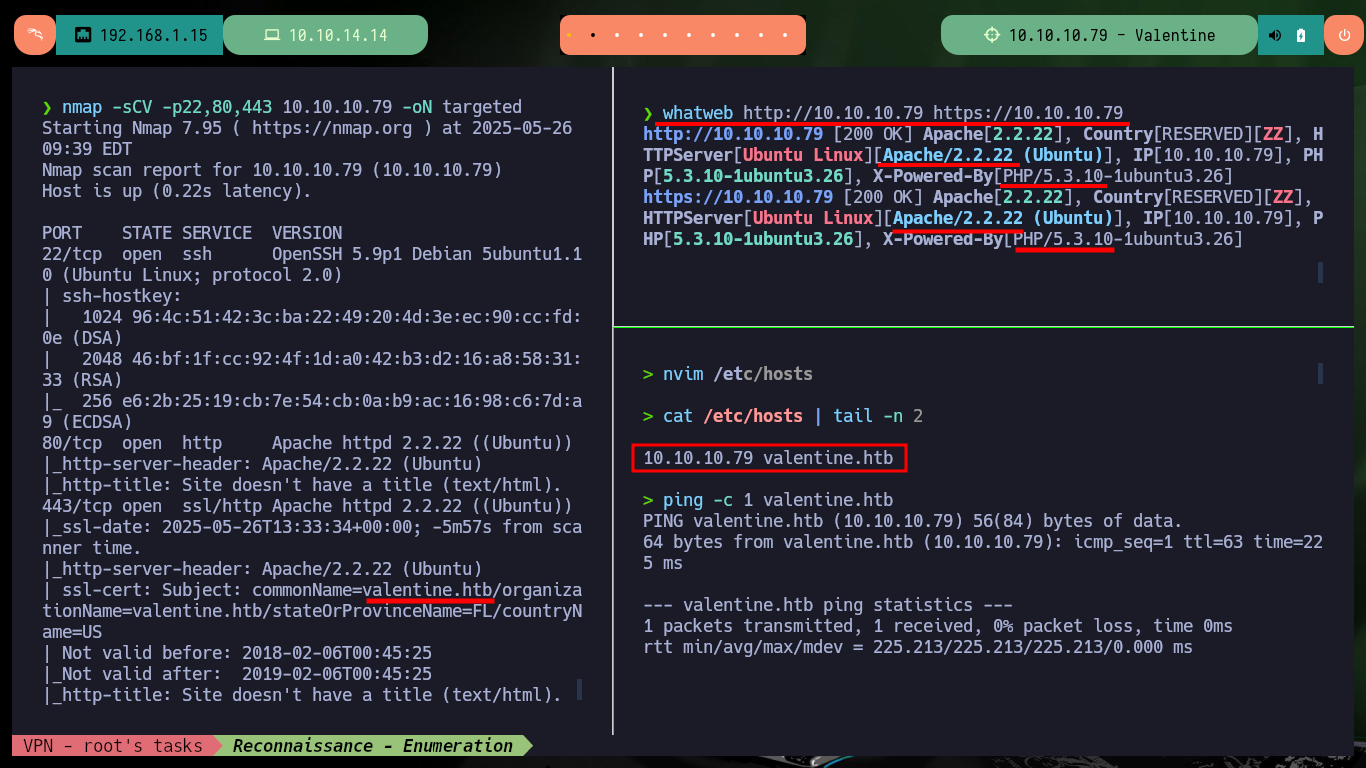 192.168.1.15
10.10.14.14
10.10.10.79 - Valentine
❯ nmap -sCV -p22,80,443 10.10.10.79 -oN targeted
Starting Nmap 7.95 ( https://nmap.org ) at 2025-05-26
09:39 EDT
Nmap scan report for 10.10.10.79 (10.10.10.79)
Host is up (0.22s latency).
PORT    STATE SERVICE  VERSION
22/tcp  open  ssh      OpenSSH 5.9p1 Debian 5ubuntu1.1
0 (Ubuntu Linux; protocol 2.0)
| ssh-hostkey:
|   1024 96:4c:51:42:3c:ba:22:49:20:4d:3e:ec:90:cc:fd:
0e (DSA)
|   2048 46:bf:1f:cc:92:4f:1d:a0:42:b3:d2:16:a8:58:31:
33 (RSA)
|_  256 e6:2b:25:19:cb:7e:54:cb:0a:b9:ac:16:98:c6:7d:a
9 (ECDSA)
80/tcp  open  http     Apache httpd 2.2.22 ((Ubuntu))
|_http-server-header: Apache/2.2.22 (Ubuntu)
|_http-title: Site doesn't have a title (text/html).
443/tcp open  ssl/http Apache httpd 2.2.22 ((Ubuntu))
|_ssl-date: 2025-05-26T13:33:34+00:00; -5m57s from sca
nner time.
|_http-server-header: Apache/2.2.22 (Ubuntu)
| ssl-cert: Subject: commonName=valentine.htb/organiza
tionName=valentine.htb/stateOrProvinceName=FL/countryN
ame=US
| Not valid before: 2018-02-06T00:45:25
|_Not valid after:  2019-02-06T00:45:25
|_http-title: Site doesn't have a title (text/html).
❯ whatweb http://10.10.10.79 https://10.10.10.79
http://10.10.10.79 [200 OK] Apache[2.2.22], Country[RESERVED][ZZ], H
TTPServer[Ubuntu Linux][Apache/2.2.22 (Ubuntu)], IP[10.10.10.79], PH
P[5.3.10-1ubuntu3.26], X-Powered-By[PHP/5.3.10-1ubuntu3.26]
https://10.10.10.79 [200 OK] Apache[2.2.22], Country[RESERVED][ZZ],
HTTPServer[Ubuntu Linux][Apache/2.2.22 (Ubuntu)], IP[10.10.10.79], P
HP[5.3.10-1ubuntu3.26], X-Powered-By[PHP/5.3.10-1ubuntu3.26]
> nvim /etc/hosts
> cat /etc/hosts | tail -n 2
10.10.10.79 valentine.htb
> ping -c 1 valentine.htb
PING valentine.htb (10.10.10.79) 56(84) bytes of data.
64 bytes from valentine.htb (10.10.10.79): icmp_seq=1 ttl=63 time=22
5 ms
--- valentine.htb ping statistics ---
1 packets transmitted, 1 received, 0% packet loss, time 0ms
rtt min/avg/max/mdev = 225.213/225.213/225.213/0.000 ms
VPN - root's tasks
Reconnaissance - Enumeration